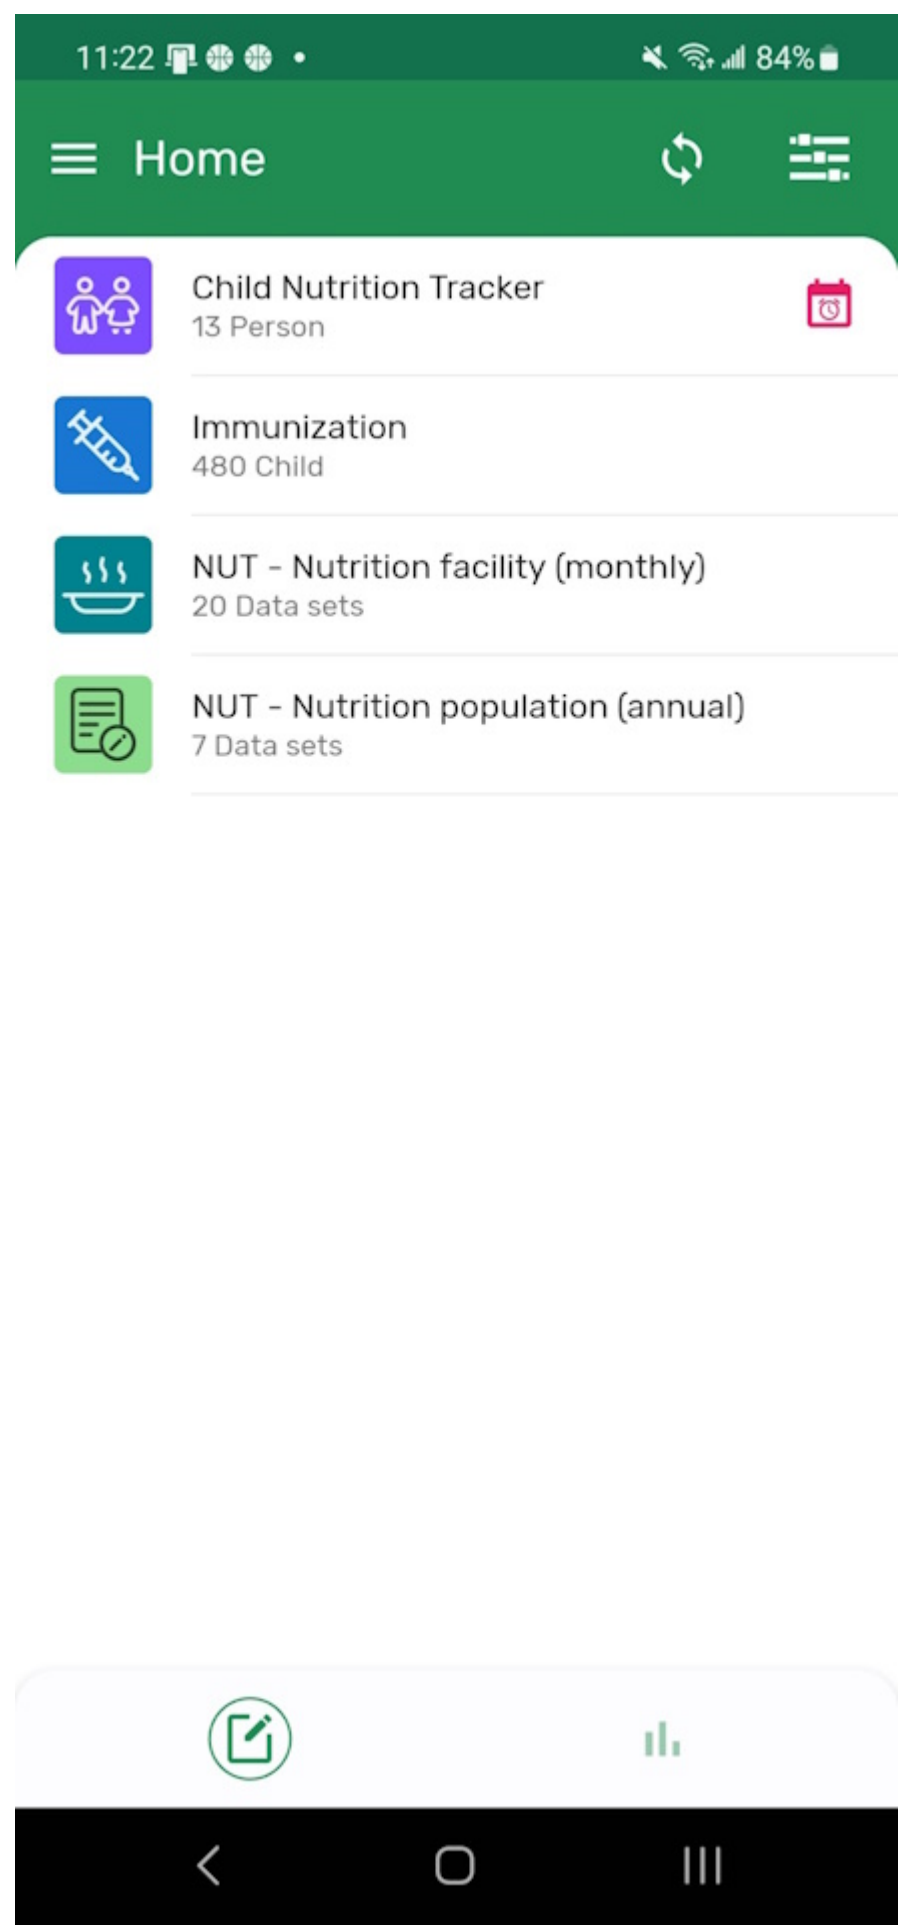 11:22
84%
Home
Child Nutrition Tracker
13 Person
Immunization
480 Child
NUT - Nutrition facility (monthly)
20 Data sets
NUT - Nutrition population (annual)
7 Data sets